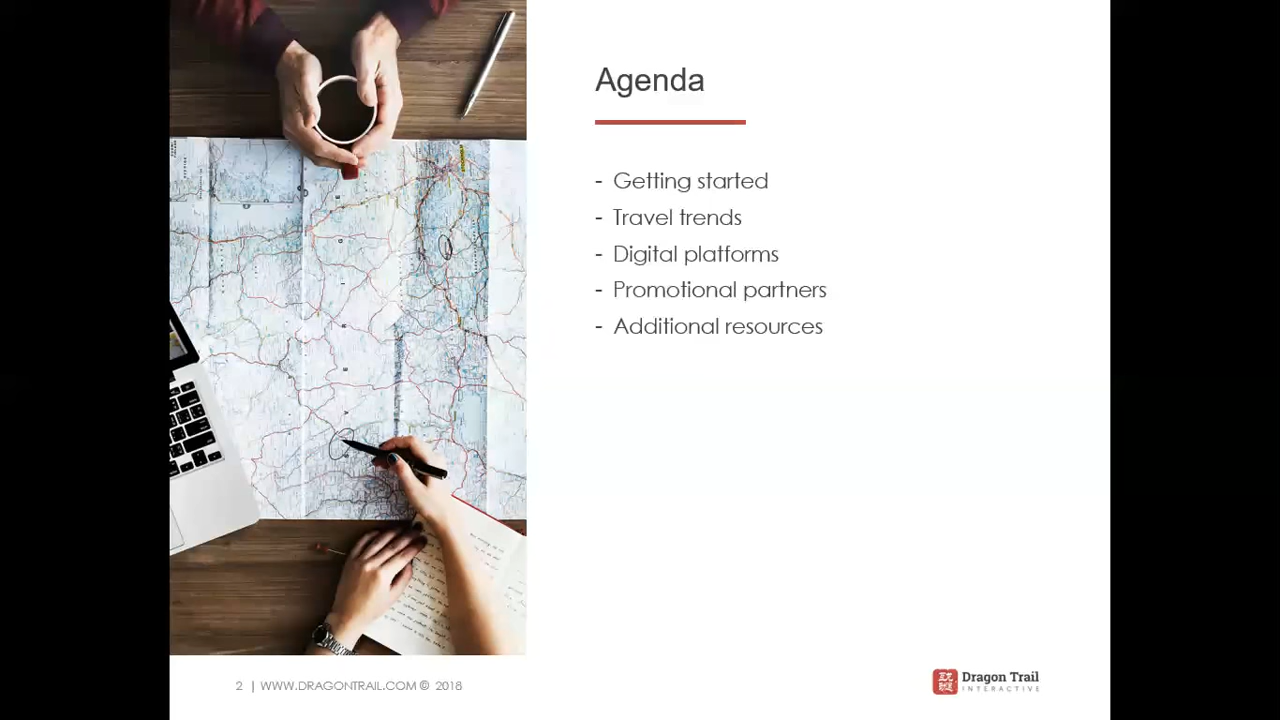 Agenda
- Getting started
- Travel trends
- Digital platforms
- Promotional partners
- Additional resources
2 | WWW.DRAGONTRAIL.COM © 2018
Dragon Trail
INTERACTIVE